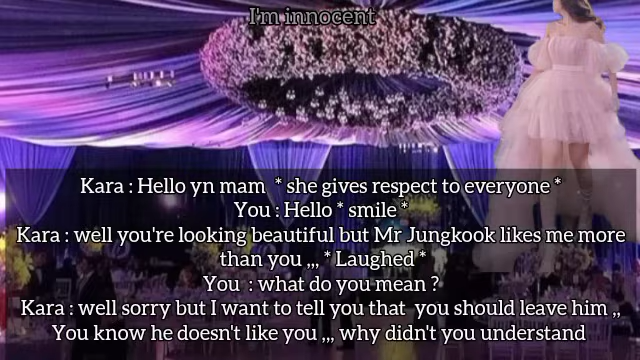 I'm innocent
Kara : Hello yn mam * she gives respect to everyone *
You : Hello * smile *
Kara : well you're looking beautiful but Mr Jungkook likes me more
than you ,,, * Laughed *
You : what do you mean ?
Kara : well sorry but I want to tell you that you should leave him ,,
You know he doesn't like you ,,, why didn't you understand